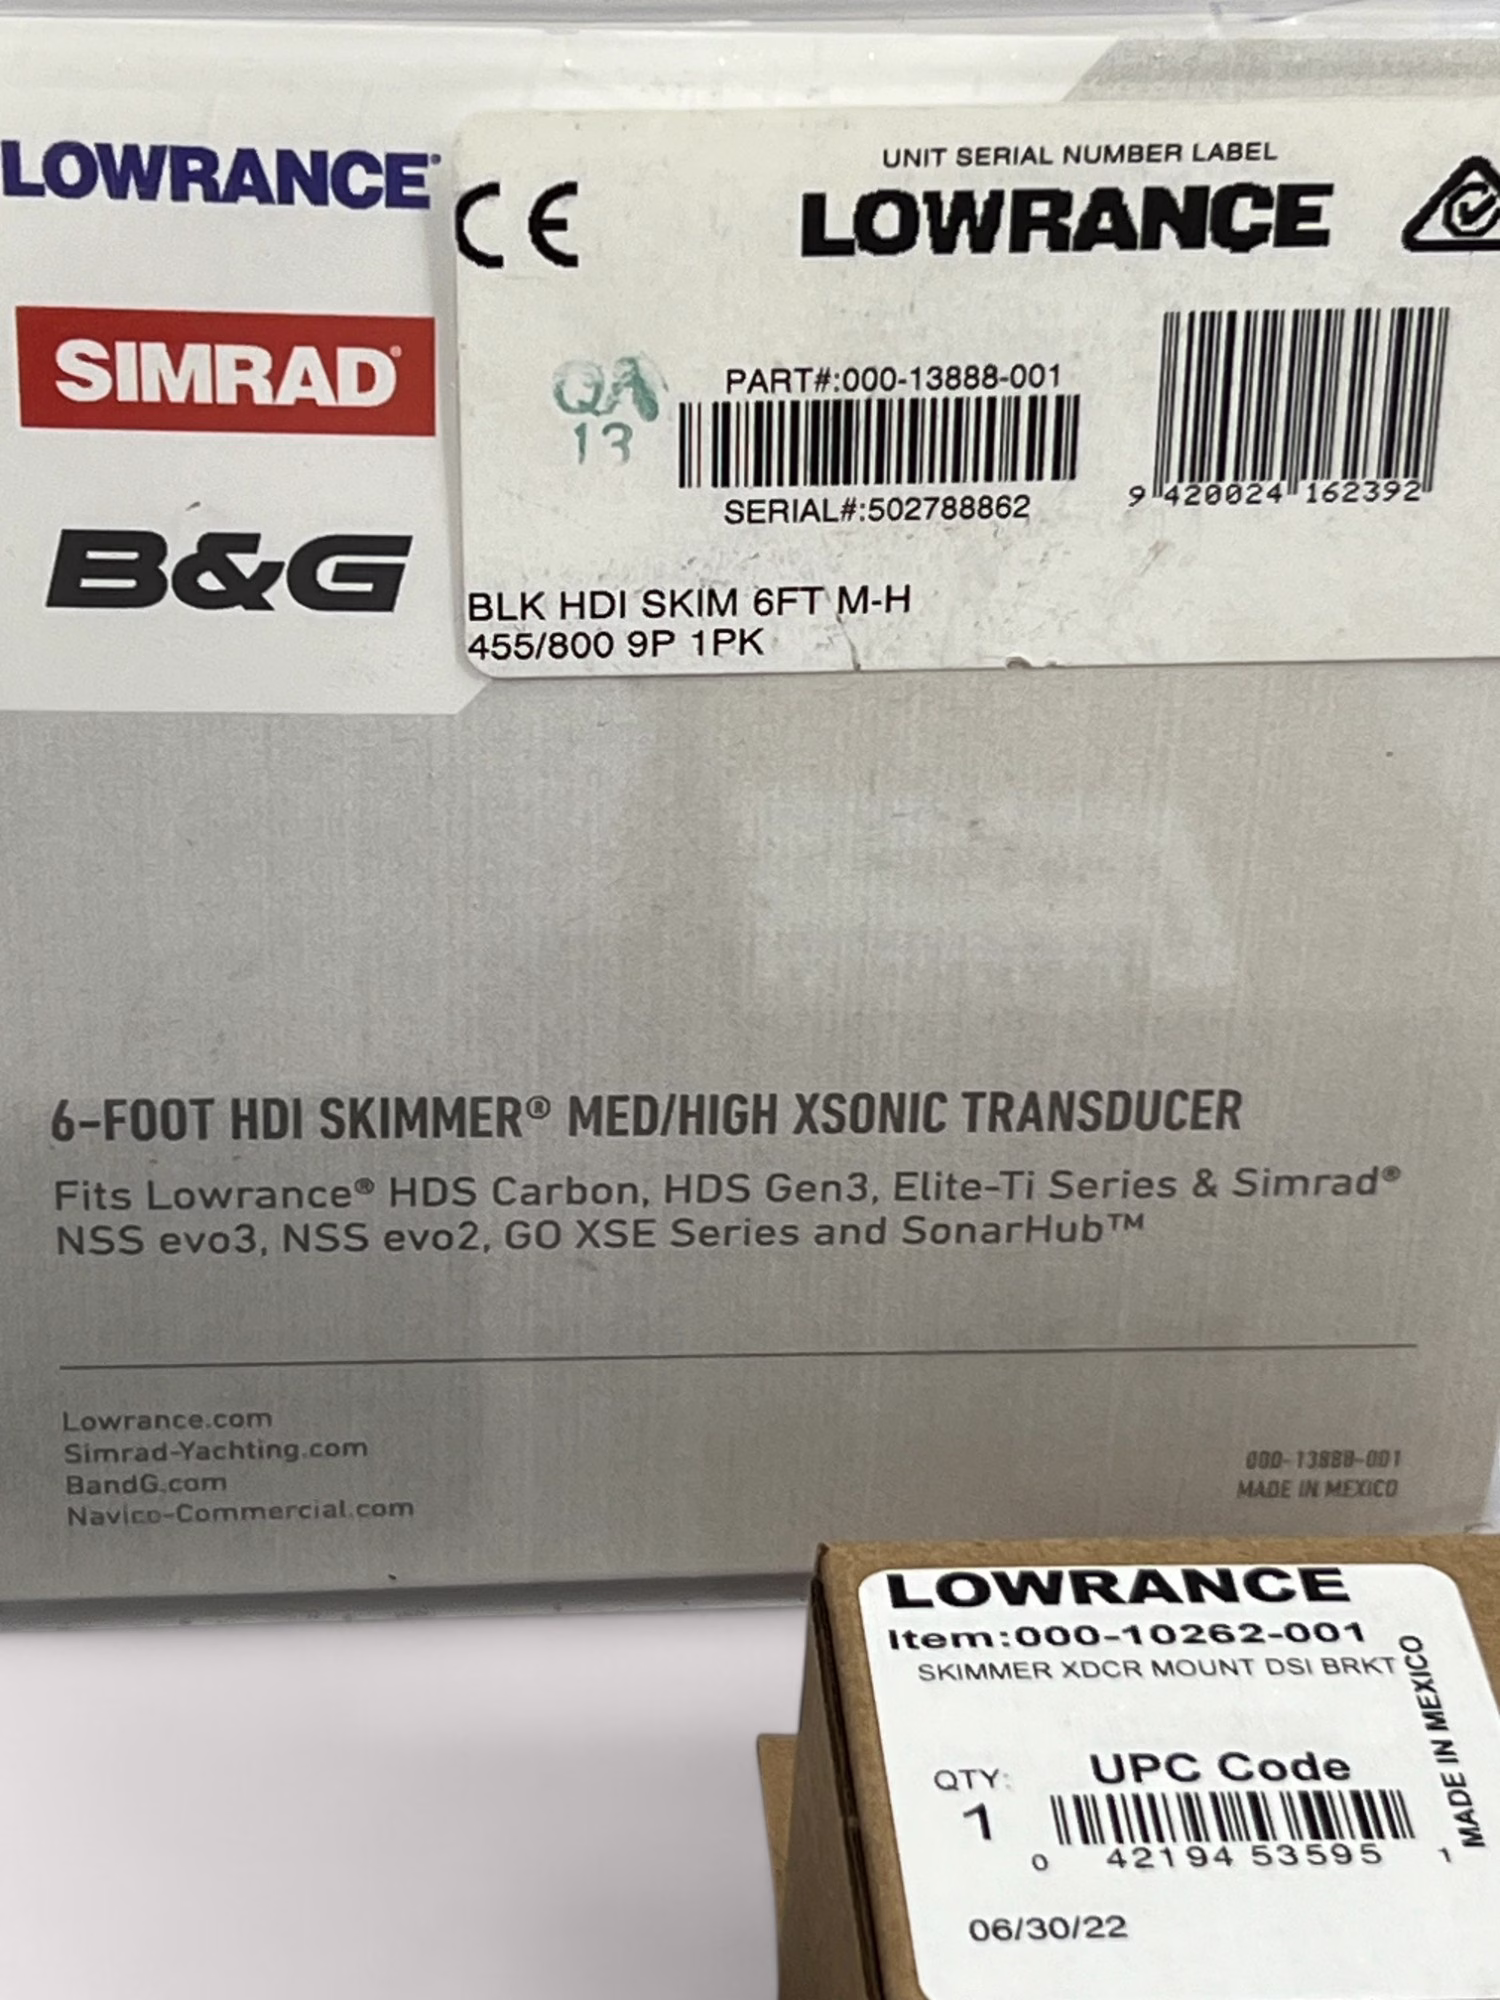 LOWRANCE®
SIMRAD®
B&G
CE
UNIT SERIAL NUMBER LABEL
LOWRANCE
QA
13
PART#:000-13888-001
SERIAL#:502788862
9 420024 162392
BLK HDI SKIM 6FT M-H
455/800 9P 1PK
6-FOOT HDI SKIMMER® MED/HIGH XSONIC TRANSDUCER
Fits Lowrance® HDS Carbon, HDS Gen3, Elite-Ti Series & Simrad®
NSS evo3, NSS evo2, GO XSE Series and SonarHub™
Lowrance.com
Simrad-Yachting.com
BandG.com
Navico-Commercial.com
000-13888-001
MADE IN MEXICO
LOWRANCE
Item:000-10262-001
SKIMMER XDCR MOUNT DSI BRKT
MADE IN MEXICO
QTY:
1
UPC Code
0 42194 53595 1
06/30/22